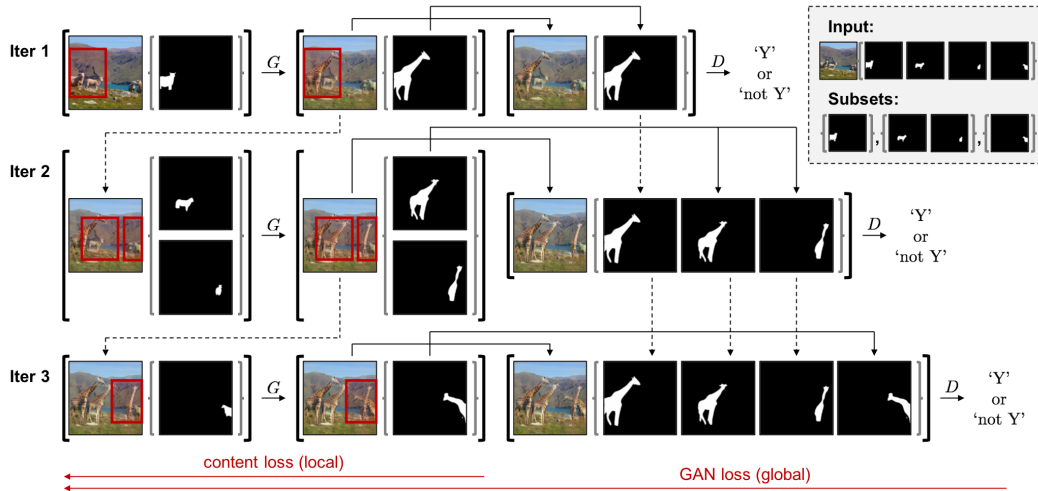 Iter 1
G
D
'Y'
or
'not Y'
Input:
Subsets:
, ,
Iter 2
G
D
'Y'
or
'not Y'
Iter 3
G
D
'Y'
or
'not Y'
content loss (local)
GAN loss (global)